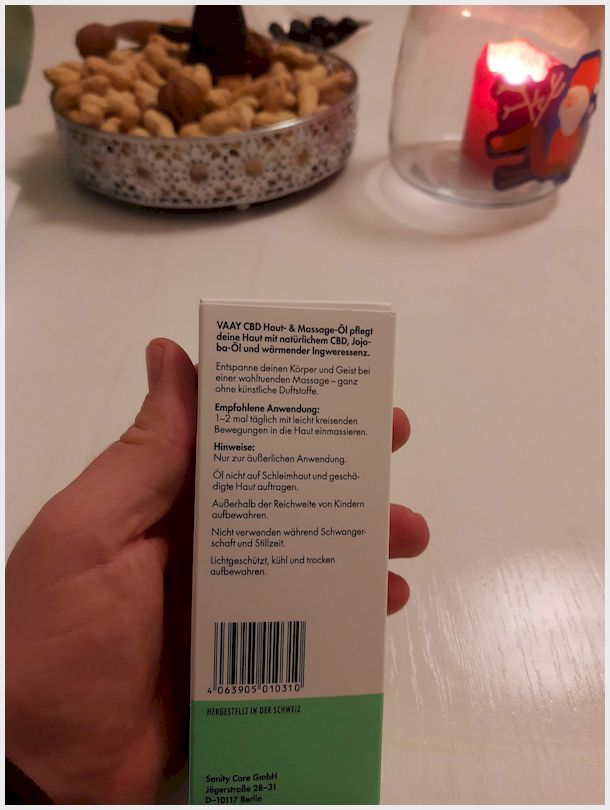 VAAY CBD Haut- & Massage-Öl pflegt
deine Haut mit natürlichem CBD, Jojo-
ba-Öl und wärmender Ingweressenz.
Entspanne deinen Körper und Geist bei
einer wohltuenden Massage – ganz
ohne künstliche Duftstoffe.
Empfohlene Anwendung:
1–2 mal täglich mit leicht kreisenden
Bewegungen in die Haut einmassieren.
Hinweise:
Nur zur äußerlichen Anwendung.
Öl nicht auf Schleimhaut und geschä-
digte Haut auftragen.
Außerhalb der Reichweite von Kindern
aufbewahren.
Nicht verwenden während Schwanger-
schaft und Stillzeit.
Lichtgeschützt, kühl und trocken
aufbewahren.
4 063905 010310
HERGESTELLT IN DER SCHWEIZ
Sanity Care GmbH
Jägerstraße 28–31
D–10117 Berlin